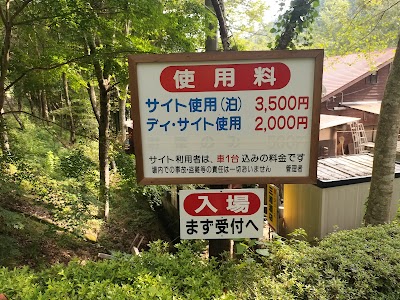 使用料
サイト使用(泊) 3,500円
デイ・サイト使用 2,000円
サイト利用者は、車1台 込みの料金です
場内での事故・盗難等の責任は一切おいません 管理者
入場
まず受付へ